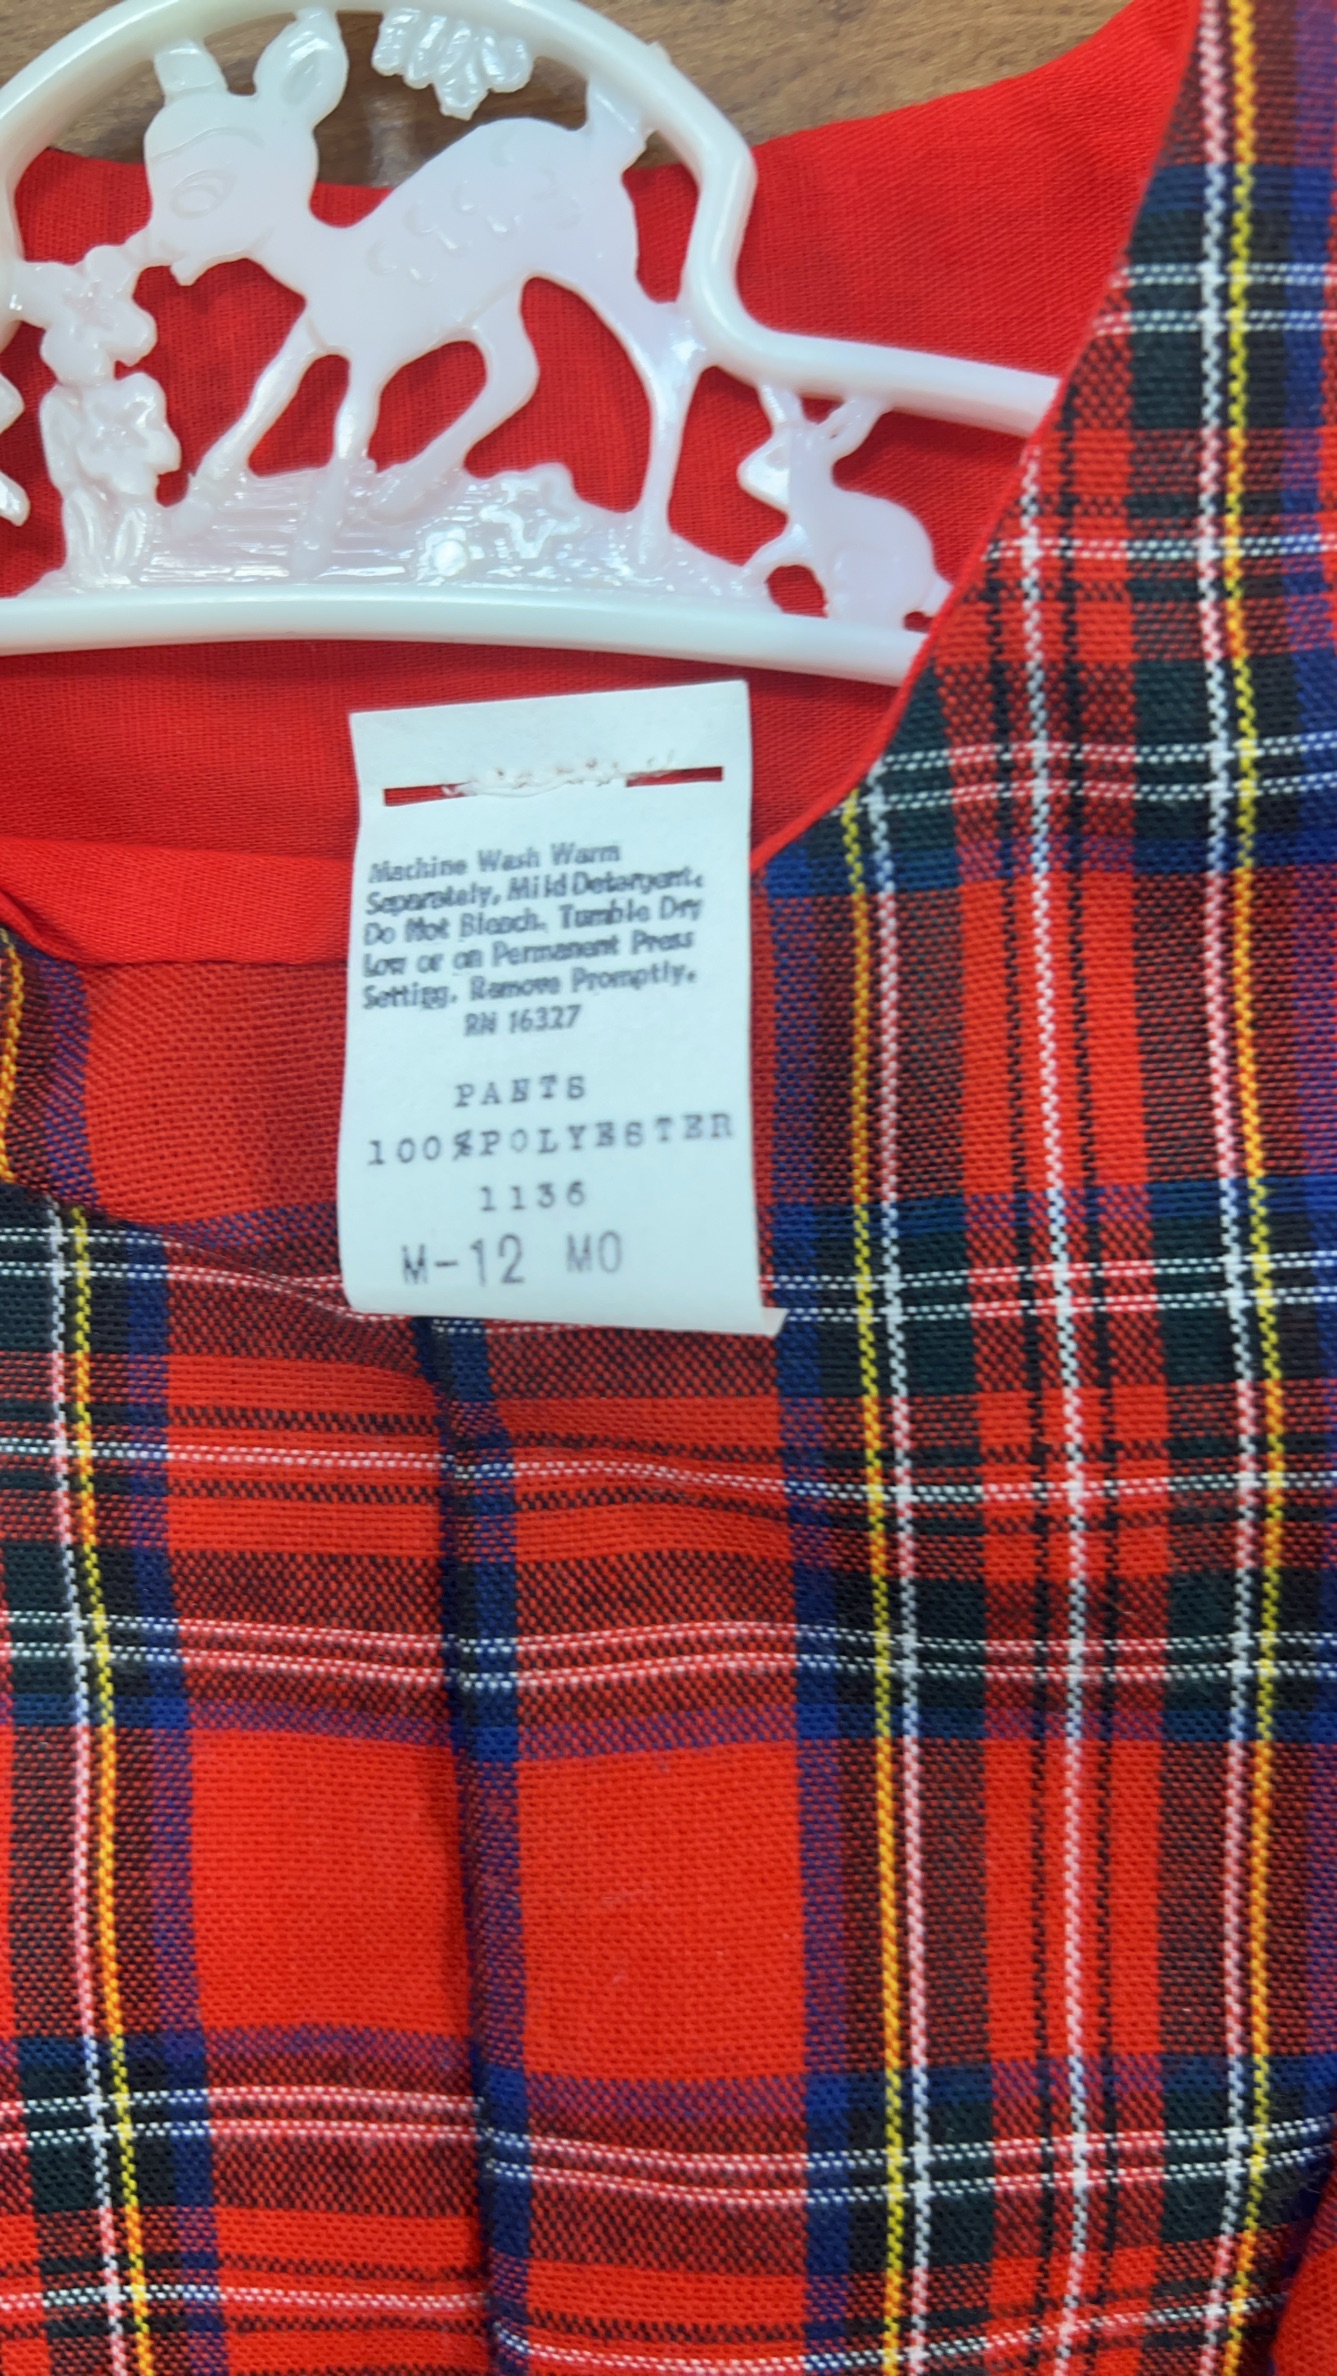 Machine Wash Warm
Separately, Mild Detergent,
Do Not Bleach. Tumble Dry
Low or on Permanent Press
Setting. Remove Promptly.
RN 16327
PANTS
100%POLYESTER
1136
M-12 MO